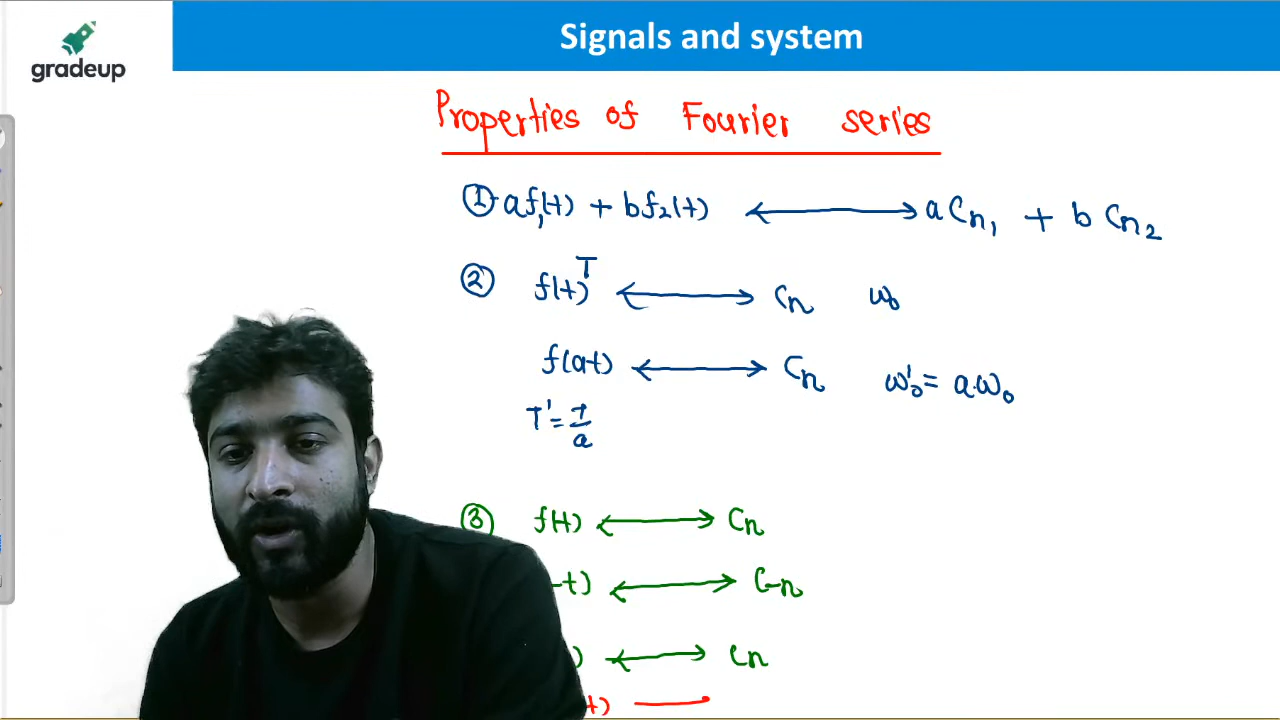 Signals and system
gradeup
Properties of Fourier series
① af₁(t) + bf₂(t) ⟷ aCn₁ + bCn₂
② f(t) T ⟷ Cn ω₀
f(at) ⟷ Cn ω₀' = aω₀
T' = T/a
③ f(t) ⟷ Cn
-t) ⟷ C-n
) ⟷ Cn
t)